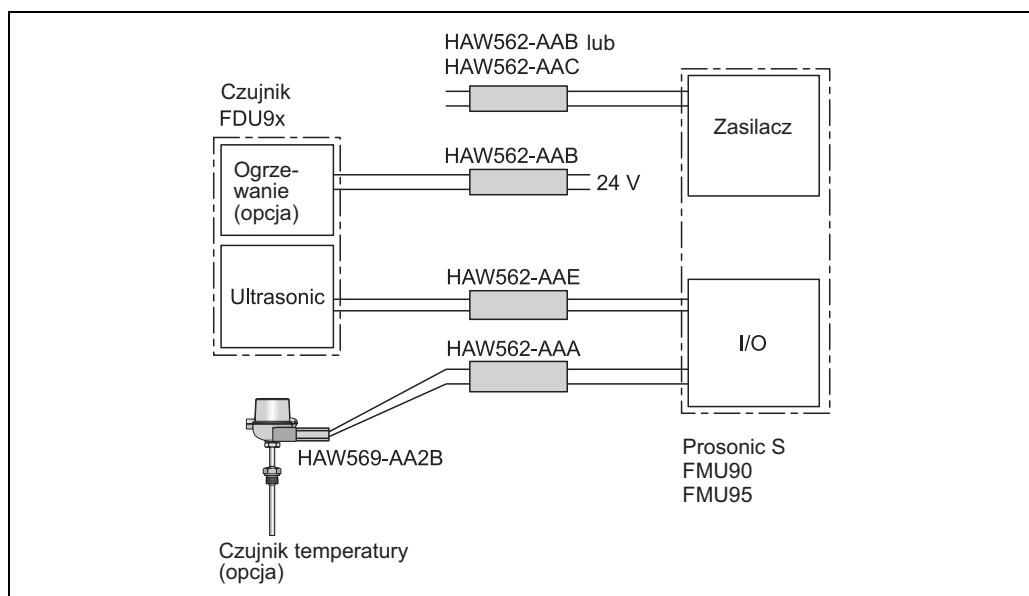 HAW562-AAB lub
HAW562-AAC
Czujnik
FDU9x
Zasilacz
HAW562-AAB
Ogrze-
wanie
(opcja)
24 V
HAW562-AAE
Ultrasonic
I/O
HAW562-AAA
HAW569-AA2B
Prosonic S
FMU90
FMU95
Czujnik temperatury
(opcja)